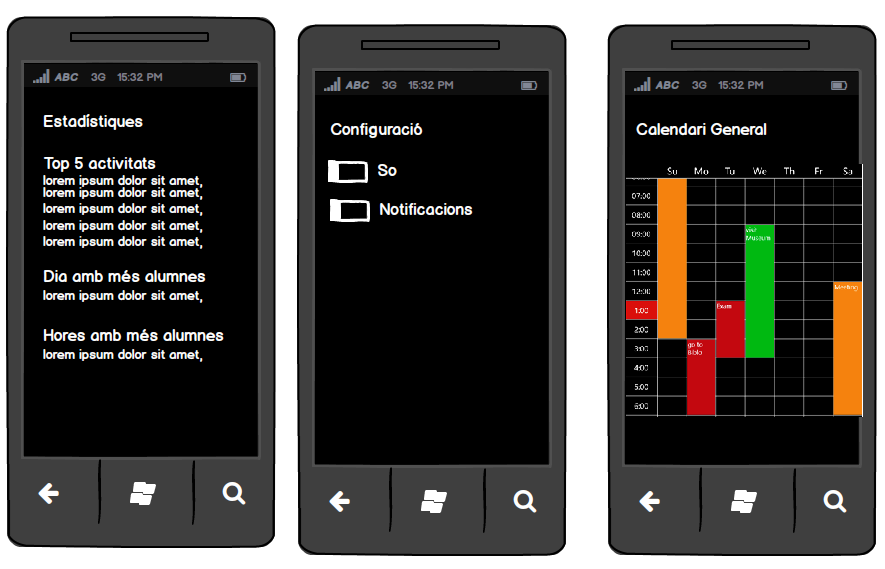 ABC 3G 15:32 PM
Estadístiques
Top 5 activitats
lorem ipsum dolor sit amet,
lorem ipsum dolor sit amet,
lorem ipsum dolor sit amet,
lorem ipsum dolor sit amet,
lorem ipsum dolor sit amet,
Dia amb més alumnes
lorem ipsum dolor sit amet,
Hores amb més alumnes
lorem ipsum dolor sit amet,
ABC 3G 15:32 PM
Configuració
So
Notificacions
ABC 3G 15:32 PM
Calendari General
Su Mo Tu We Th Fr Sa
07:00
08:00
09:00
visit
Museum
10:00
11:00
12:00
Meeting
1:00
Exam
2:00
3:00
go to
Biblio
4:00
5:00
6:00